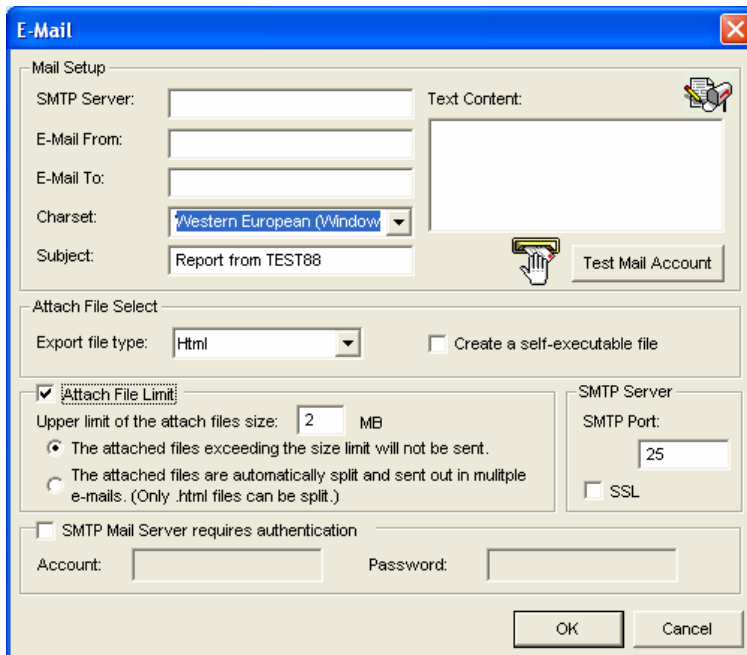 E-Mail
Mail Setup
SMTP Server:
Text Content:
E-Mail From:
E-Mail To:
Charset:
Western European (Window
Subject:
Report from TEST88
Test Mail Account
Attach File Select
Export file type:
Html
Create a self-executable file
Attach File Limit
Upper limit of the attach files size: 2 MB
The attached files exceeding the size limit will not be sent.
The attached files are automatically split and sent out in mulitple
e-mails. (Only .html files can be split.)
SMTP Server
SMTP Port:
25
SSL
SMTP Mail Server requires authentication
Account:
Password:
OK
Cancel